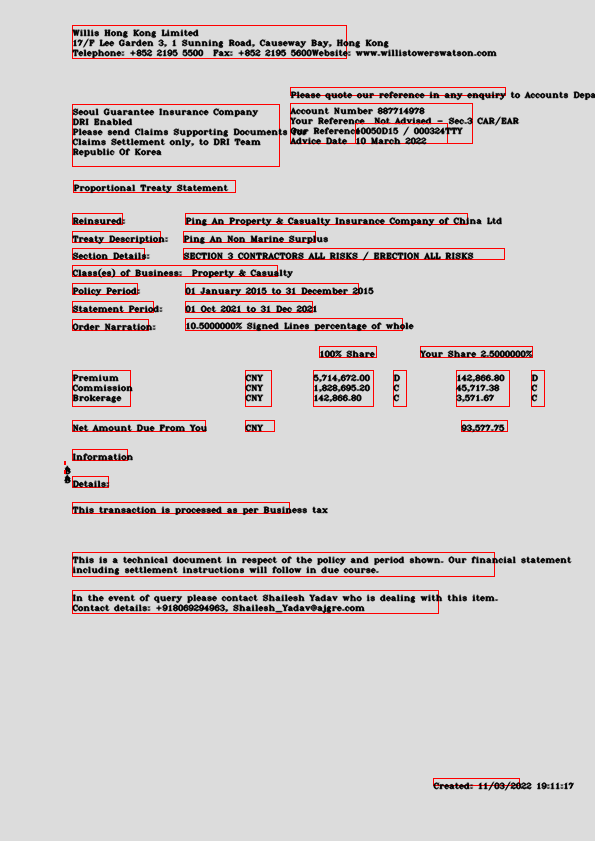 Willis Hong Kong Limited
17/F Lee Garden 3, 1 Sunning Road, Causeway Bay, Hong Kong
Telephone: +852 2195 5500 Fax: +852 2195 5600Website: www.willistowerswatson.com
Please quote our reference in any enquiry to Accounts Depa
Seoul Guarantee Insurance Company
DRI Enabled
Please send Claims Supporting Documents for
Claims Settlement only, to DRI Team
Republic Of Korea
Account Number 887714978
Your Reference Not Advised - Sec.3 CAR/EAR
Our Reference 10050D15 / 000324TTY
Advice Date 10 March 2022
Proportional Treaty Statement
Reinsured: Ping An Property & Casualty Insurance Company of China Ltd
Treaty Description: Ping An Non Marine Surplus
Section Details: SECTION 3 CONTRACTORS ALL RISKS / ERECTION ALL RISKS
Class(es) of Business: Property & Casualty
Policy Period: 01 January 2015 to 31 December 2015
Statement Period: 01 Oct 2021 to 31 Dec 2021
Order Narration: 10.5000000% Signed Lines percentage of whole
100% Share Your Share 2.5000000%
Premium CNY 5,714,672.00 D 142,866.80 D
Commission CNY 1,828,695.20 C 45,717.38 C
Brokerage CNY 142,866.80 C 3,571.67 C
Net Amount Due From You CNY 93,577.75
Information
Details:
This transaction is processed as per Business tax
This is a technical document in respect of the policy and period shown. Our financial statement
including settlement instructions will follow in due course.
In the event of query please contact Shailesh Yadav who is dealing with this item.
Contact details: +918069294963, Shailesh_Yadav@ajgre.com
Created: 11/03/2022 19:11:17